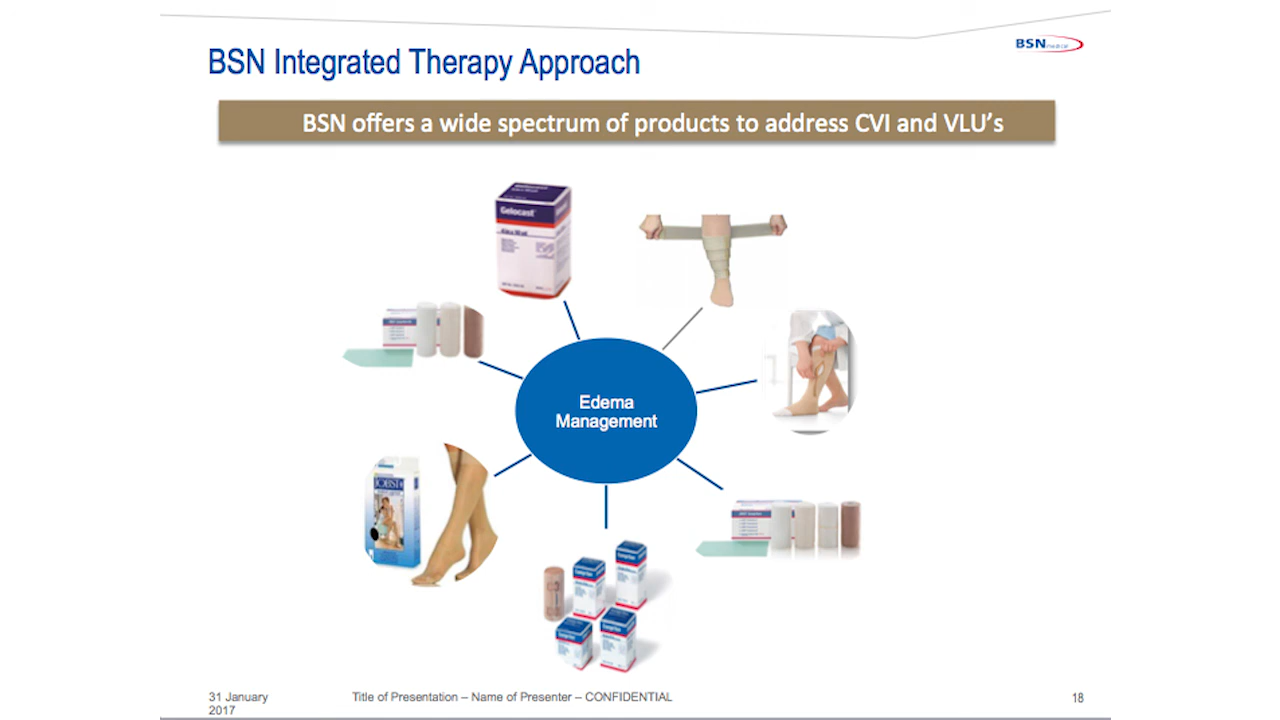 BSN Integrated Therapy Approach
BSN medical
BSN offers a wide spectrum of products to address CVI and VLU’s
Gelocast
Edema
Management
JOBST
31 January
2017
Title of Presentation – Name of Presenter – CONFIDENTIAL
18